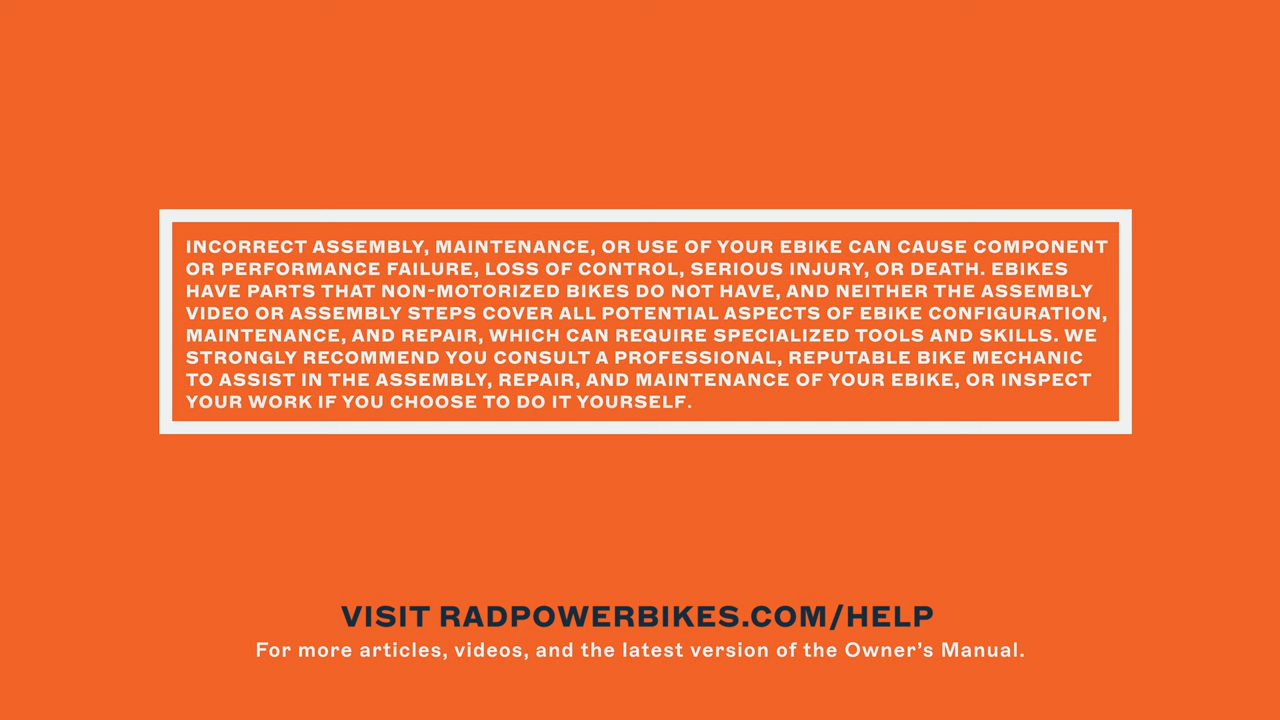 INCORRECT ASSEMBLY, MAINTENANCE, OR USE OF YOUR EBIKE CAN CAUSE COMPONENT
OR PERFORMANCE FAILURE, LOSS OF CONTROL, SERIOUS INJURY, OR DEATH. EBIKES
HAVE PARTS THAT NON-MOTORIZED BIKES DO NOT HAVE, AND NEITHER THE ASSEMBLY
VIDEO OR ASSEMBLY STEPS COVER ALL POTENTIAL ASPECTS OF EBIKE CONFIGURATION,
MAINTENANCE, AND REPAIR, WHICH CAN REQUIRE SPECIALIZED TOOLS AND SKILLS. WE
STRONGLY RECOMMEND YOU CONSULT A PROFESSIONAL, REPUTABLE BIKE MECHANIC
TO ASSIST IN THE ASSEMBLY, REPAIR, AND MAINTENANCE OF YOUR EBIKE, OR INSPECT
YOUR WORK IF YOU CHOOSE TO DO IT YOURSELF.
VISIT RADPOWERBIKES.COM/HELP
For more articles, videos, and the latest version of the Owner’s Manual.